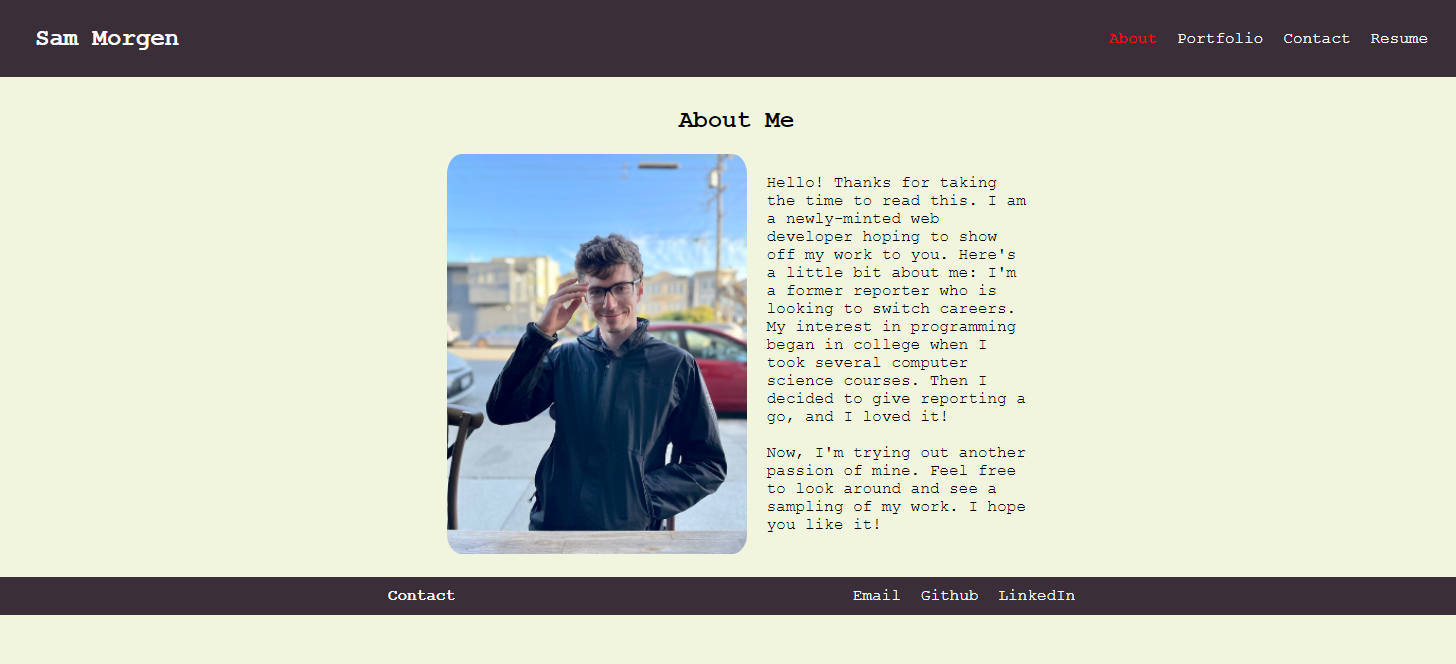 Sam Morgen
About Portfolio Contact Resume
About Me
Hello! Thanks for taking
the time to read this. I am
a newly-minted web
developer hoping to show
off my work to you. Here's
a little bit about me: I'm
a former reporter who is
looking to switch careers.
My interest in programming
began in college when I
took several computer
science courses. Then I
decided to give reporting a
go, and I loved it!
Now, I'm trying out another
passion of mine. Feel free
to look around and see a
sampling of my work. I hope
you like it!
Contact
Email Github LinkedIn